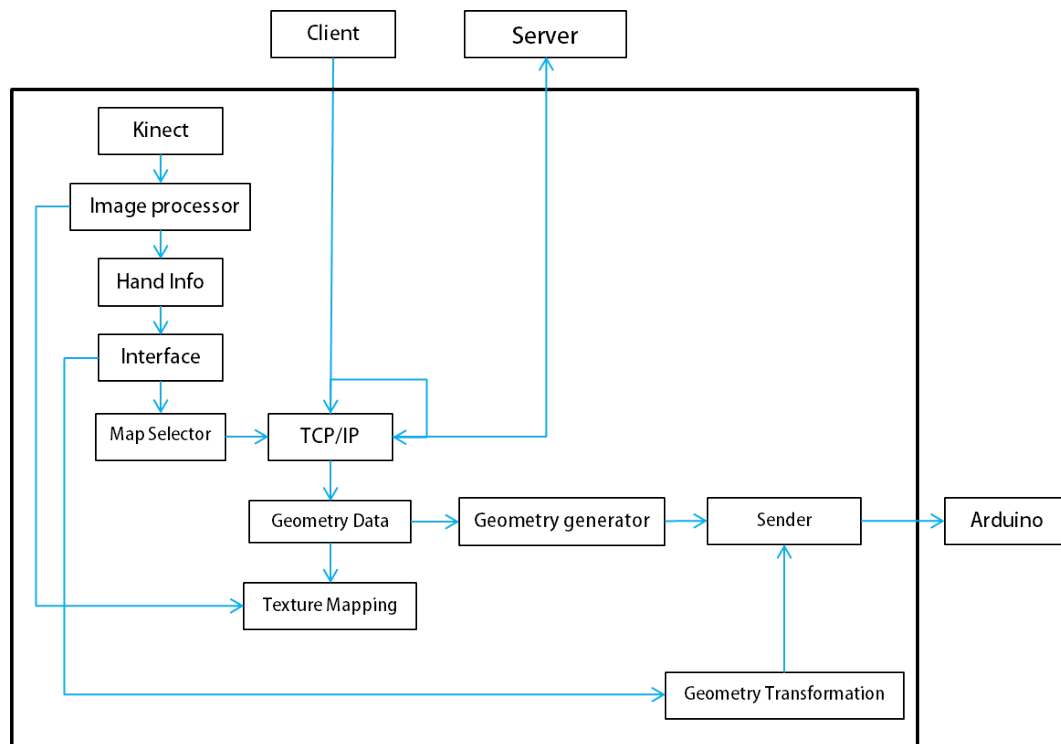 Client
Server
Kinect
Image processor
Hand Info
Interface
Map Selector
TCP/IP
Geometry Data
Geometry generator
Sender
Arduino
Texture Mapping
Geometry Transformation